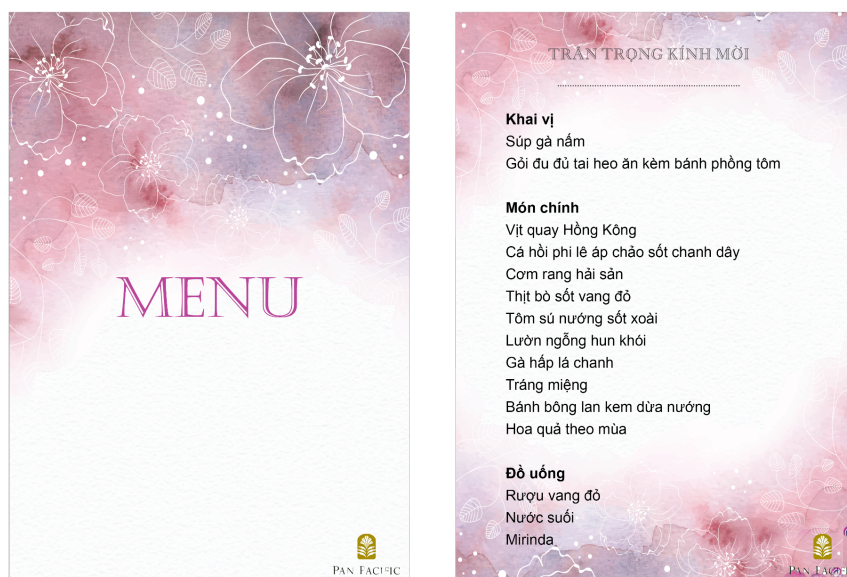 MENU
PAN PACIFIC
TRÂN TRỌNG KÍNH MỜI
Khai vị
Súp gà nấm
Gỏi đu đủ tai heo ăn kèm bánh phồng tôm
Món chính
Vịt quay Hồng Kông
Cá hồi phi lê áp chảo sốt chanh dây
Cơm rang hải sản
Thịt bò sốt vang đỏ
Tôm sú nướng sốt xoài
Lườn ngỗng hun khói
Gà hấp lá chanh
Tráng miệng
Bánh bông lan kem dừa nướng
Hoa quả theo mùa
Đồ uống
Rượu vang đỏ
Nước suối
Mirinda
PAN